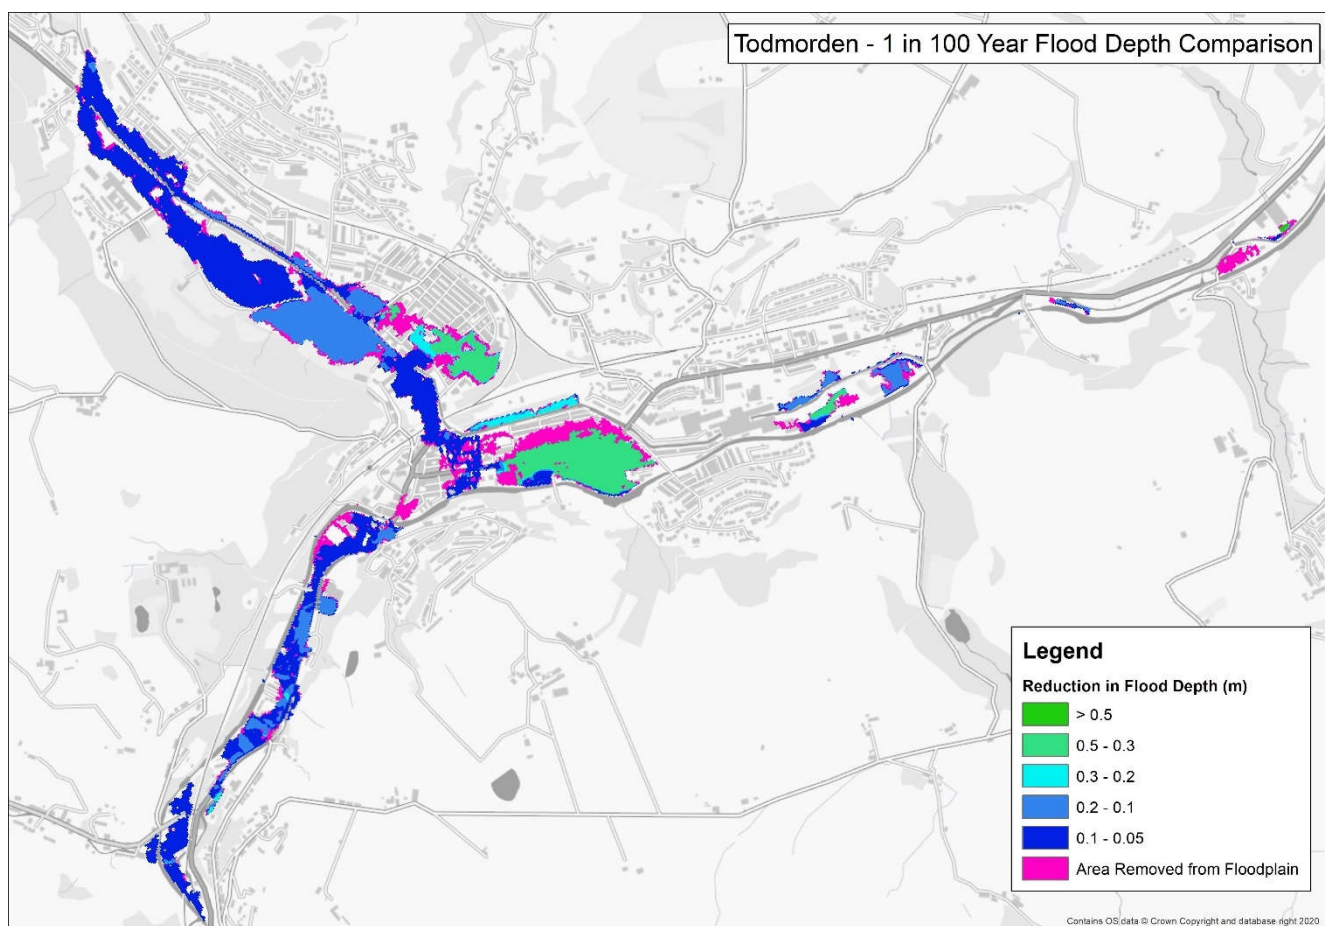 Todmorden - 1 in 100 Year Flood Depth Comparison
Legend
Reduction in Flood Depth (m)
> 0.5
0.5 - 0.3
0.3 - 0.2
0.2 - 0.1
0.1 - 0.05
Area Removed from Floodplain
Contains OS data © Crown Copyright and database right 2020